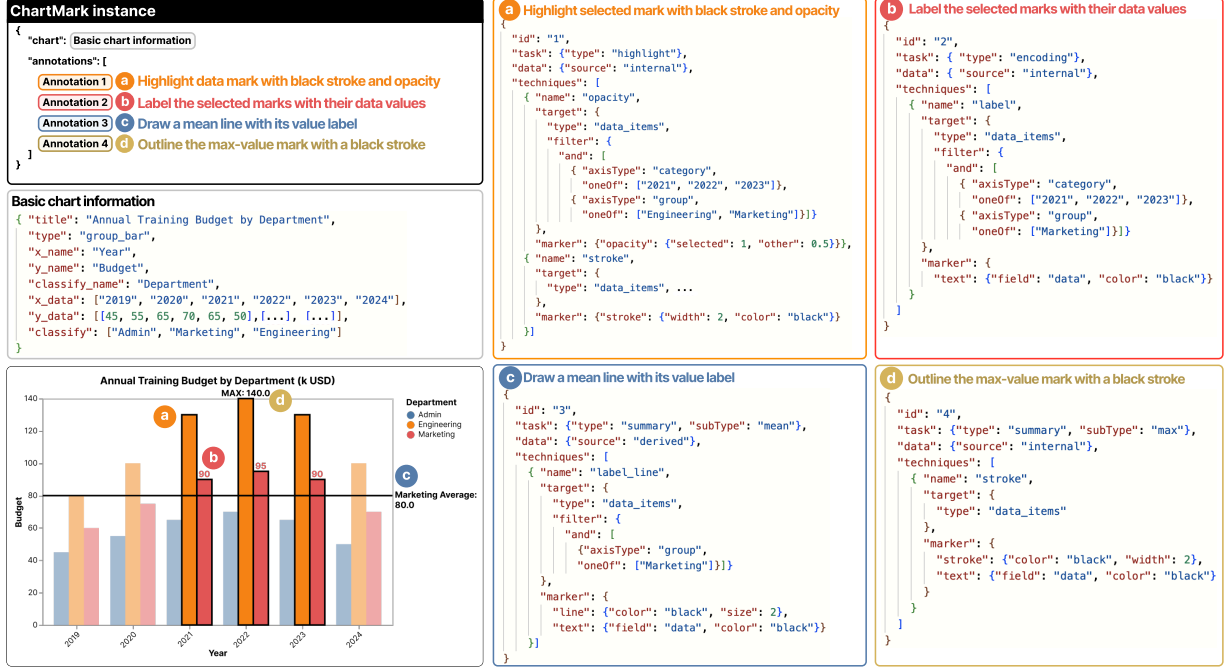 ChartMark instance
{
"chart": Basic chart information
"annotations": [
Annotation 1 a Highlight data mark with black stroke and opacity
Annotation 2 b Label the selected marks with their data values
Annotation 3 c Draw a mean line with its value label
Annotation 4 d Outline the max-value mark with a black stroke
]
}
Basic chart information
{ "title": "Annual Training Budget by Department",
"type": "group_bar",
"x_name": "Year",
"y_name": "Budget",
"classify_name": "Department",
"x_data": ["2019", "2020", "2021", "2022", "2023", "2024"],
"y_data": [[45, 55, 65, 70, 65, 50],[...], [...]],
"classify": ["Admin", "Marketing", "Engineering"]
}
Annual Training Budget by Department (k USD)
MAX: 140.0
d
a
b
c
90
95
90
Marketing Average:
80.0
Department
Admin
Engineering
Marketing
Budget
140
120
100
80
60
40
20
0
2019
2020
2021
2022
2023
2024
Year
a Highlight selected mark with black stroke and opacity
{
"id": "1",
"task": {"type": "highlight"},
"data": {"source": "internal"},
"techniques": [
{ "name": "opacity",
"target": {
"type": "data_items",
"filter": {
"and": [
{ "axisType": "category",
"oneOf": ["2021", "2022", "2023"]},
{ "axisType": "group",
"oneOf": ["Engineering", "Marketing"]}]}
},
"marker": {"opacity": {"selected": 1, "other": 0.5}}},
{ "name": "stroke",
"target": {
"type": "data_items", ...
},
"marker": {"stroke": {"width": 2, "color": "black"}}
}]
}
b Label the selected marks with their data values
{
"id": "2",
"task": { "type": "encoding"},
"data": { "source": "internal"},
"techniques": [
{ "name": "label",
"target": {
"type": "data_items",
"filter": {
"and": [
{ "axisType": "category",
"oneOf": ["2021", "2022", "2023"]},
{ "axisType": "group",
"oneOf": ["Marketing"]}]}
},
"marker": {
"text": {"field": "data", "color": "black"}}
}
]
}
c Draw a mean line with its value label
{
"id": "3",
"task": {"type": "summary", "subType": "mean"},
"data": {"source": "derived"},
"techniques": [
{ "name": "label_line",
"target": {
"type": "data_items",
"filter": {
"and": [
{"axisType": "group",
"oneOf": ["Marketing"]}]}
},
"marker": {
"line": {"color": "black", "size": 2},
"text": {"field": "data", "color": "black"}}
}]
}
d Outline the max-value mark with a black stroke
{
"id": "4",
"task": {"type": "summary", "subType": "max"},
"data": {"source": "internal"},
"techniques": [
{ "name": "stroke",
"target": {
"type": "data_items"
},
"marker": {
"stroke": {"color": "black", "width": 2},
"text": {"field": "data", "color": "black"}
}
}
]
}